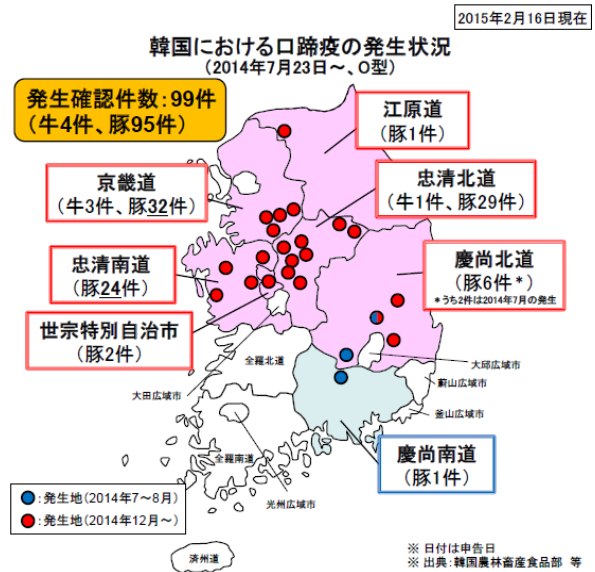 2015年2月16日現在
韓国における口蹄疫の発生状況
(2014年7月23日～、O型)
発生確認件数:99件
(牛4件、豚95件)
江原道
(豚1件)
京畿道
(牛3件、豚32件)
忠清北道
(牛1件、豚29件)
忠清南道
(豚24件)
慶尚北道
(豚6件*)
*うち2件は2014年7月の発生
世宗特別自治市
(豚2件)
全羅北道
大邱広域市
大田広域市
蔚山広域市
釜山広域市
全羅南道
慶尚南道
(豚1件)
光州広域市
:発生地(2014年7～8月)
:発生地(2014年12月～)
済州道
※ 日付は申告日
※ 出典:韓国農林畜産食品部 等